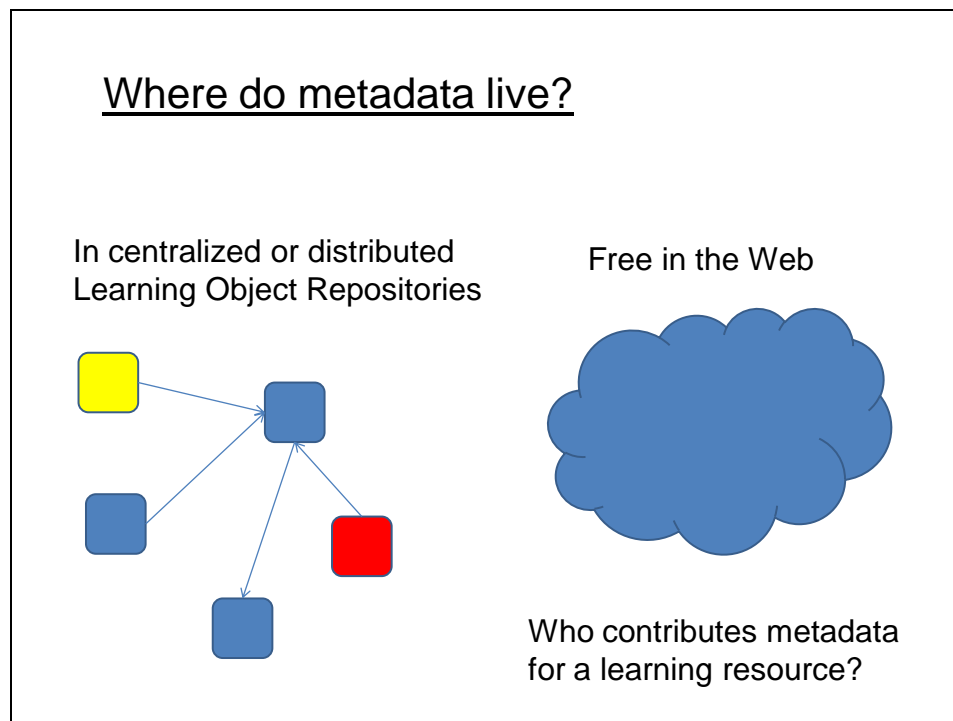 Where do metadata live?
In centralized or distributed
Learning Object Repositories
Free in the Web
Who contributes metadata
for a learning resource?